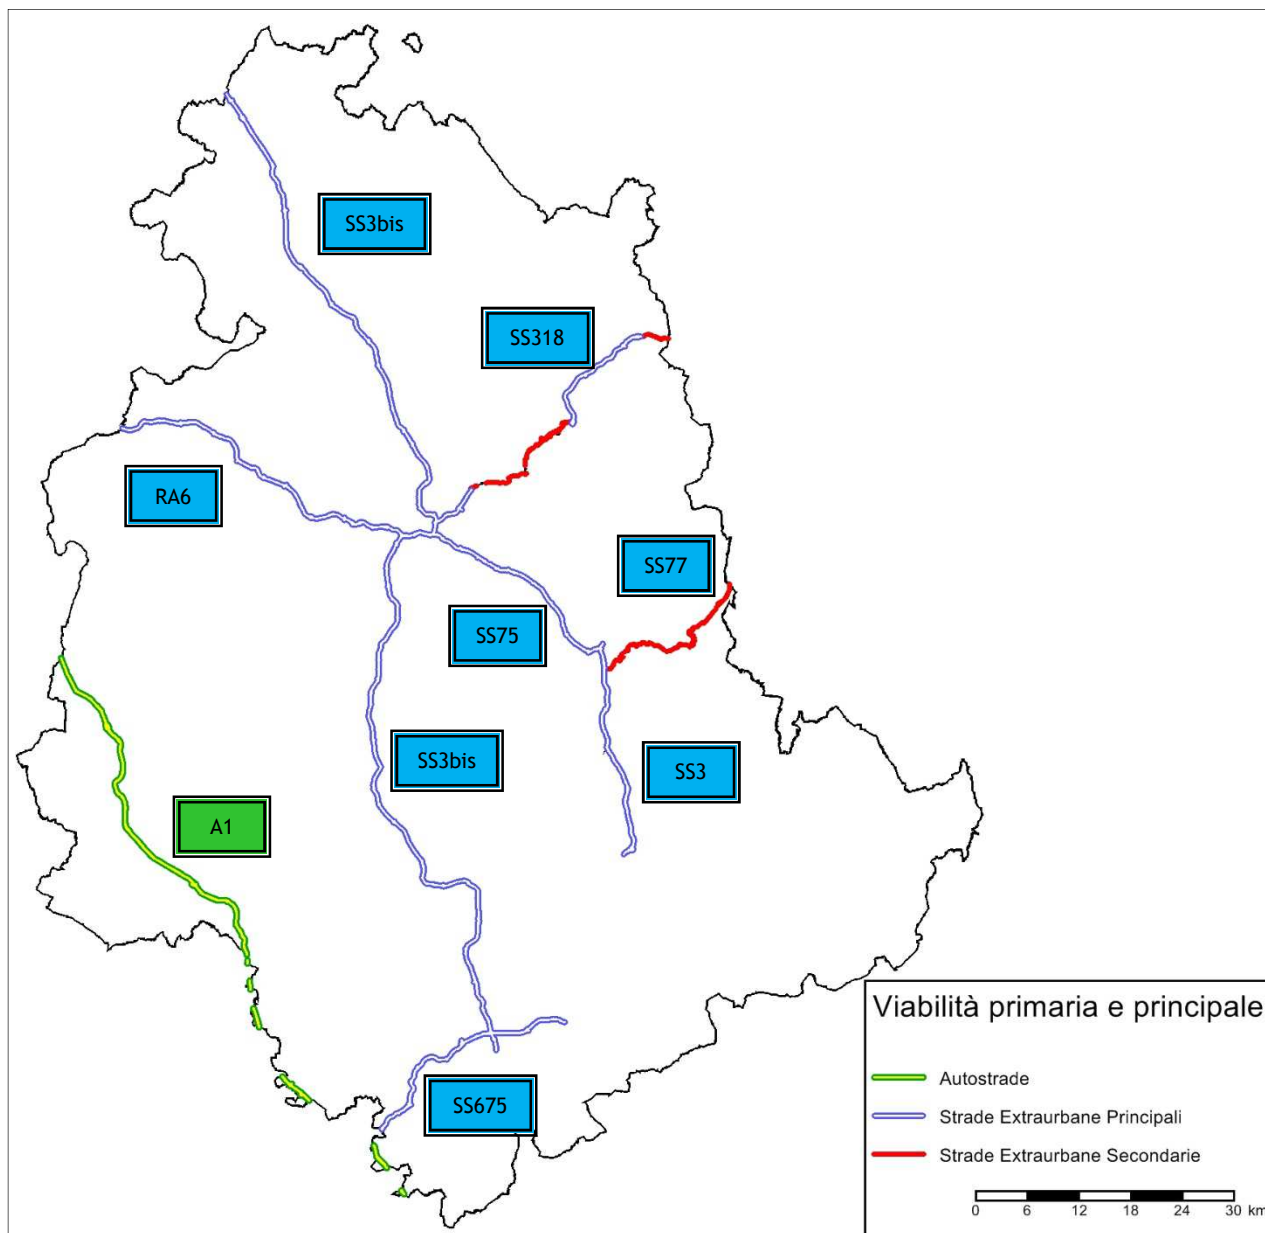 SS3bis
SS318
RA6
SS77
SS75
SS3bis
SS3
A1
SS675
Viabilità primaria e principale
Autostrade
Strade Extraurbane Principali
Strade Extraurbane Secondarie
0 6 12 18 24 30 km